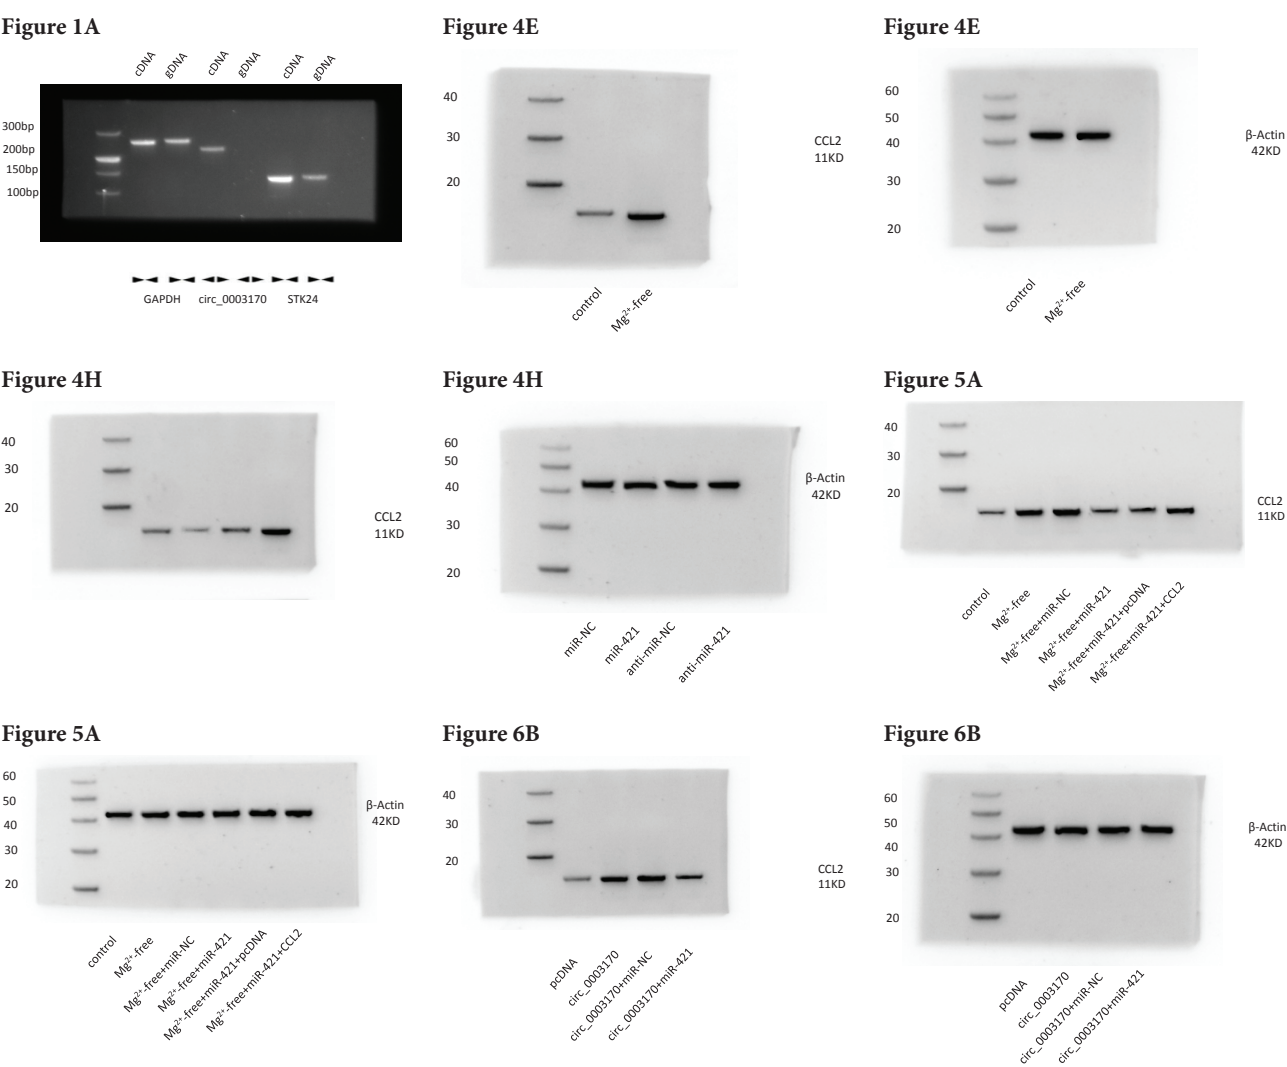 Figure 1A
cDNA
gDNA
cDNA
gDNA
cDNA
gDNA
300bp
200bp
150bp
100bp
GAPDH circ_0003170 STK24
Figure 4E
40
30
20
CCL2
11KD
control
Mg²⁺-free
Figure 4E
60
50
40
30
20
β-Actin
42KD
control
Mg²⁺-free
Figure 4H
40
30
20
CCL2
11KD
Figure 4H
60
50
40
30
20
β-Actin
42KD
miR-NC
miR-421
anti-miR-NC
anti-miR-421
Figure 5A
40
30
20
CCL2
11KD
control
Mg²⁺-free
Mg²⁺-free+miR-NC
Mg²⁺-free+miR-421
Mg²⁺-free+miR-421+pcDNA
Mg²⁺-free+miR-421+CCL2
Figure 5A
60
50
40
30
20
β-Actin
42KD
control
Mg²⁺-free
Mg²⁺-free+miR-NC
Mg²⁺-free+miR-421
Mg²⁺-free+miR-421+pcDNA
Mg²⁺-free+miR-421+CCL2
Figure 6B
40
30
20
CCL2
11KD
pcDNA
circ_0003170
circ_0003170+miR-NC
circ_0003170+miR-421
Figure 6B
60
50
40
30
20
β-Actin
42KD
pcDNA
circ_0003170
circ_0003170+miR-NC
circ_0003170+miR-421